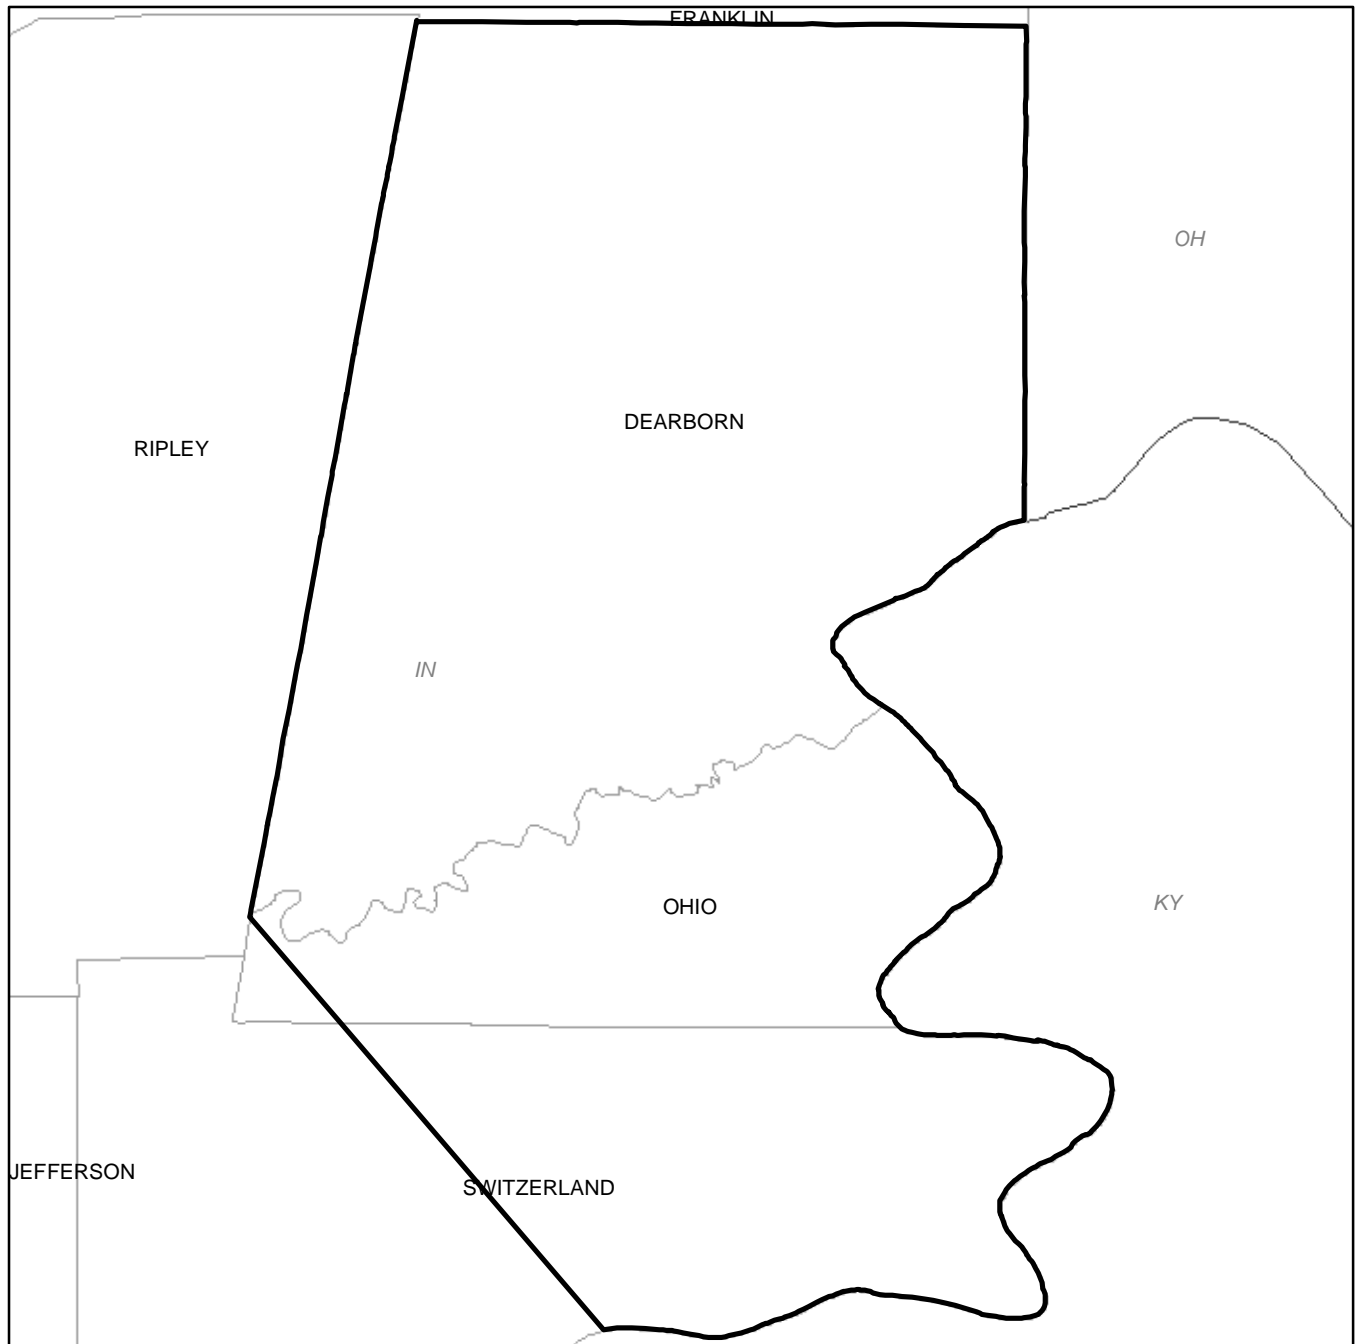 FRANKLIN
OH
DEARBORN
RIPLEY
IN
KY
OHIO
JEFFERSON
SWITZERLAND